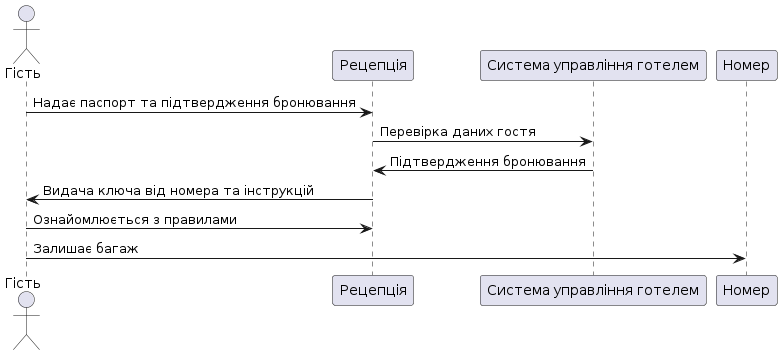 Гість
Рецепція
Система управління готелем
Номер
Надає паспорт та підтвердження бронювання
Перевірка даних гостя
Підтвердження бронювання
Видача ключа від номера та інструкцій
Ознайомлюється з правилами
Залишає багаж
Гість
Рецепція
Система управління готелем
Номер